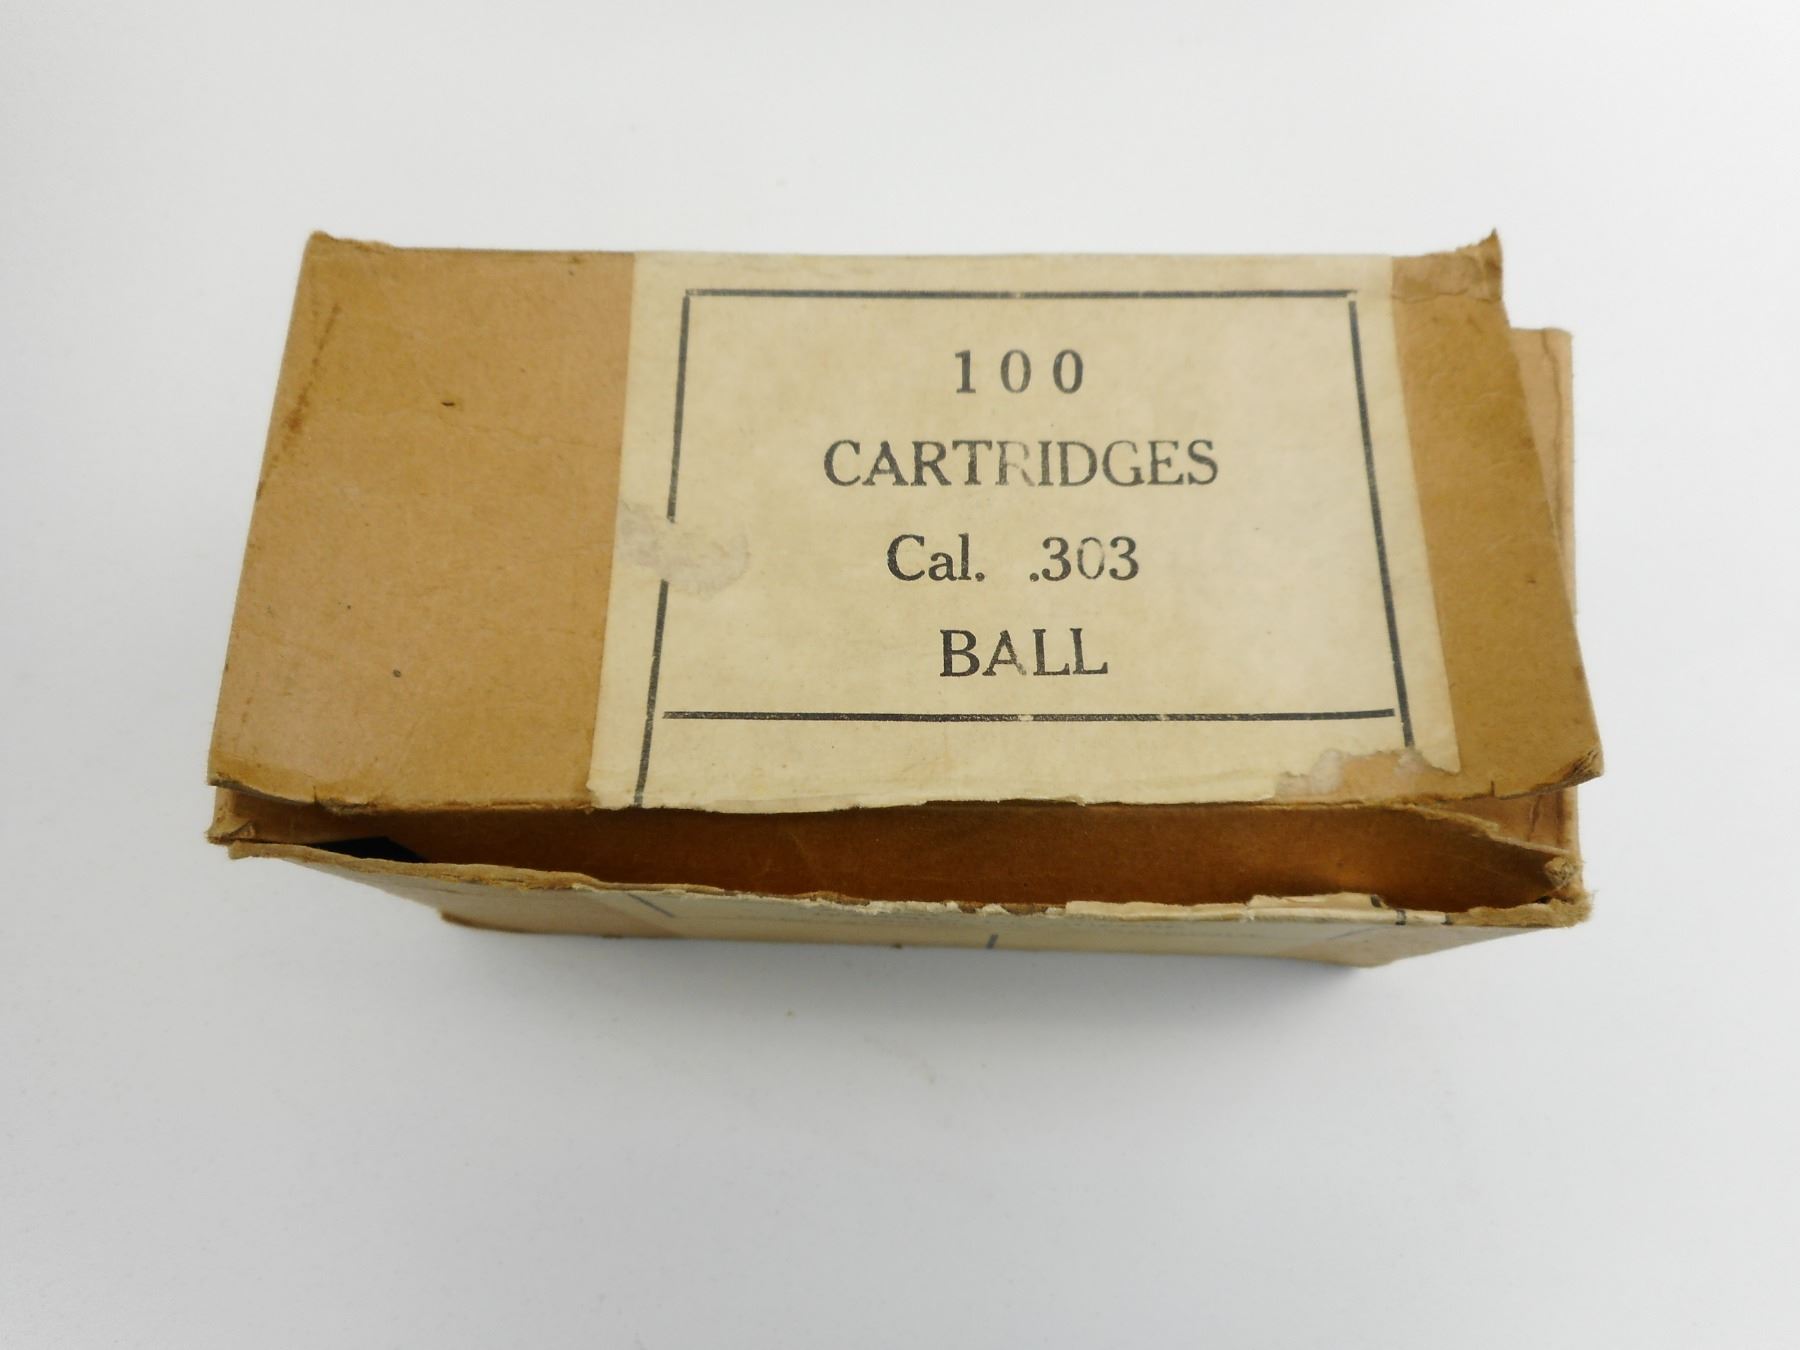 100
CARTRIDGES
Cal. .303
BALL